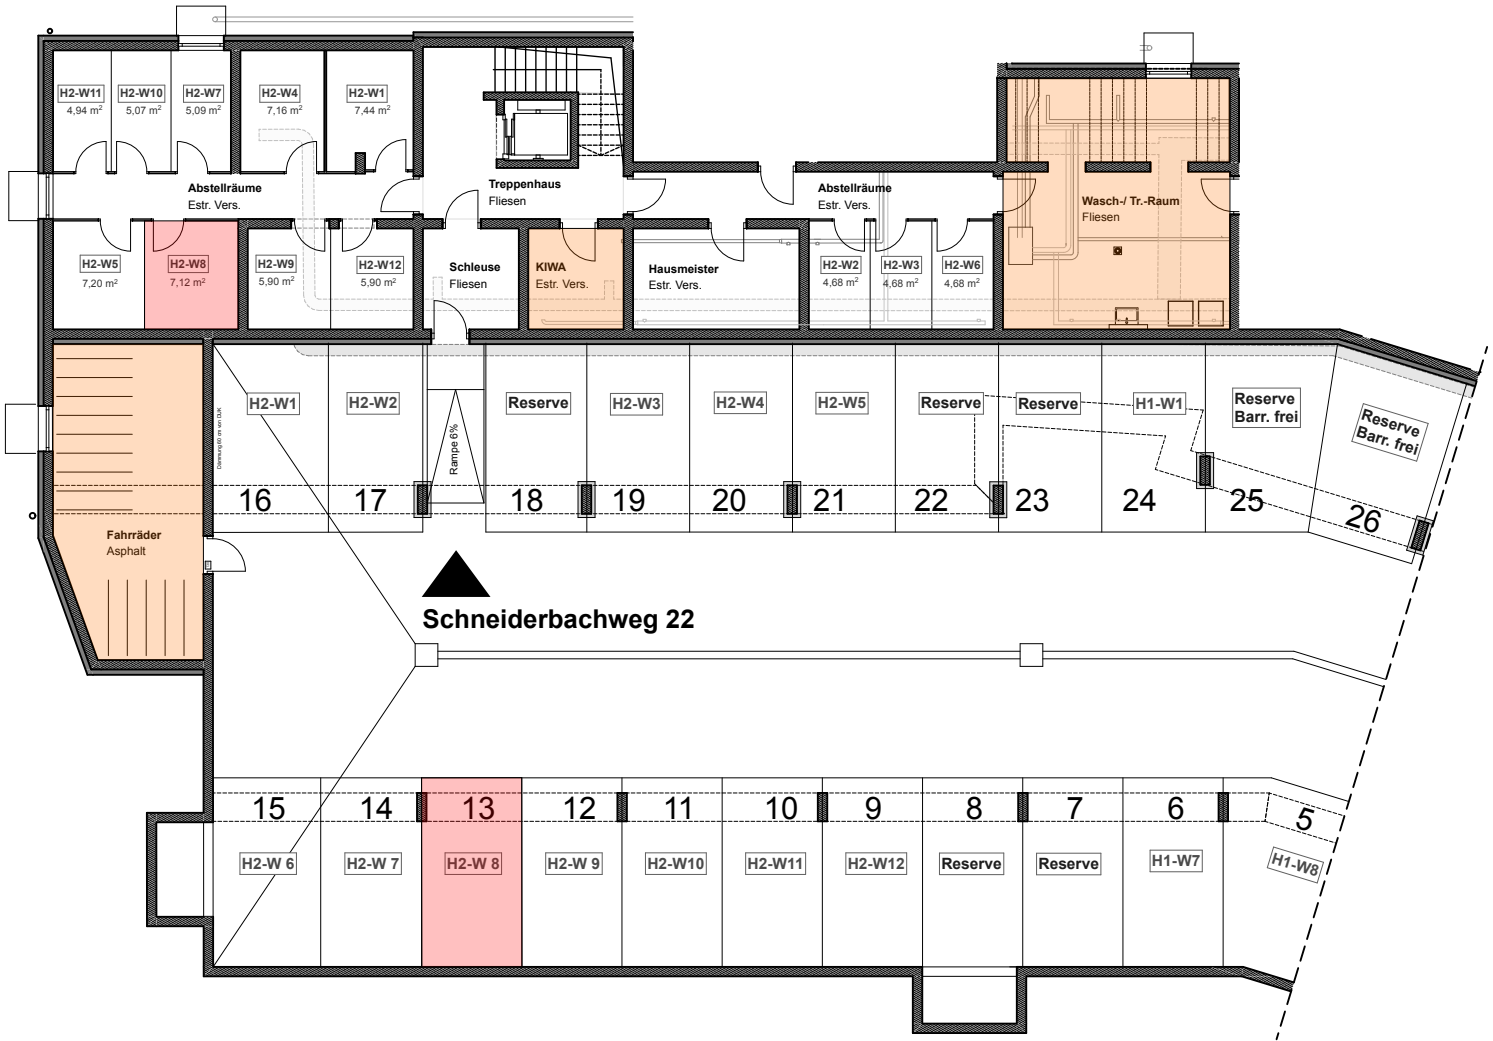 H2-W11
4,94 m²
H2-W10
5,07 m²
H2-W7
5,09 m²
H2-W4
7,16 m²
H2-W1
7,44 m²
Abstellräume
Estr. Vers.
Treppenhaus
Fliesen
Abstellräume
Estr. Vers.
Wasch-/ Tr.-Raum
Fliesen
H2-W5
7,20 m²
H2-W8
7,12 m²
H2-W9
5,90 m²
H2-W12
5,90 m²
Schleuse
Fliesen
KIWA
Estr. Vers.
Hausmeister
Estr. Vers.
H2-W2
4,68 m²
H2-W3
4,68 m²
H2-W6
4,68 m²
H2-W1
H2-W2
Rampe 6%
Reserve
H2-W3
H2-W4
H2-W5
Reserve
Reserve
H1-W1
Reserve
Barr. frei
Reserve
Barr. frei
16
17
18
19
20
21
22
23
24
25
26
Fahrräder
Asphalt
Schneiderbachweg 22
15
14
13
12
11
10
9
8
7
6
5
H2-W 6
H2-W 7
H2-W 8
H2-W 9
H2-W10
H2-W11
H2-W12
Reserve
Reserve
H1-W7
H1-W8